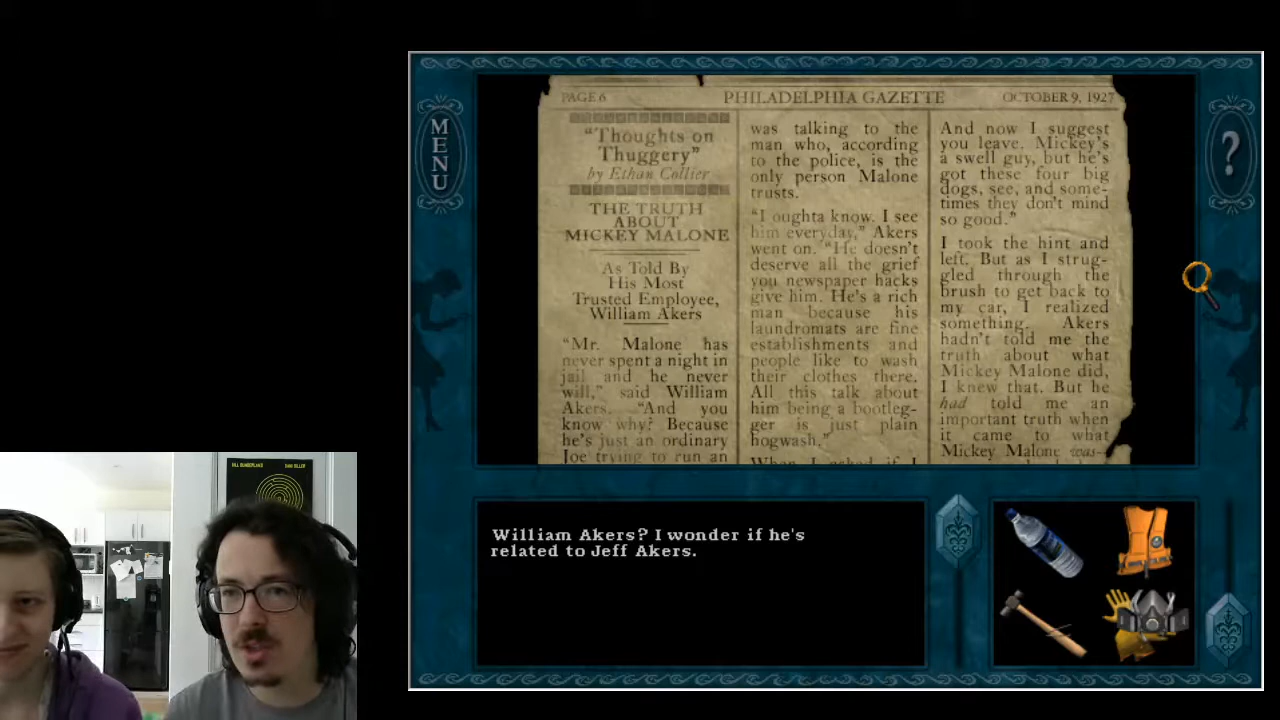 PAGE 6
PHILADELPHIA GAZETTE
OCTOBER 9, 1927
"Thoughts on
Thuggery"
by Ethan Collier
THE TRUTH
ABOUT
MICKEY MALONE
As Told By
His Most
Trusted Employee,
William Akers
"Mr. Malone has
never spent a night in
jail and he never
will," said William
Akers. "And you
know why? Because
he's just an ordinary
Joe trying to run an
was talking to the
man who, according
to the police, is the
only person Malone
trusts.
"I oughta know. I see
him everyday," Akers
went on. "He doesn't
deserve all the grief
you newspaper hacks
give him. He's a rich
man because his
laundromats are fine
establishments and
people like to wash
their clothes there.
All this talk about
him being a bootleg-
ger is just plain
hogwash."
When I asked if I
And now I suggest
you leave. Mickey's
a swell guy, but he's
got these four big
dogs, see, and some-
times they don't mind
so good."
I took the hint and
left. But as I strug-
gled through the
brush to get back to
my car, I realized
something. Akers
hadn't told me the
truth about what
Mickey Malone did,
I knew that. But he
had told me an
important truth when
it came to what
Mickey Malone was—
MENU
?
William Akers? I wonder if he's
related to Jeff Akers.